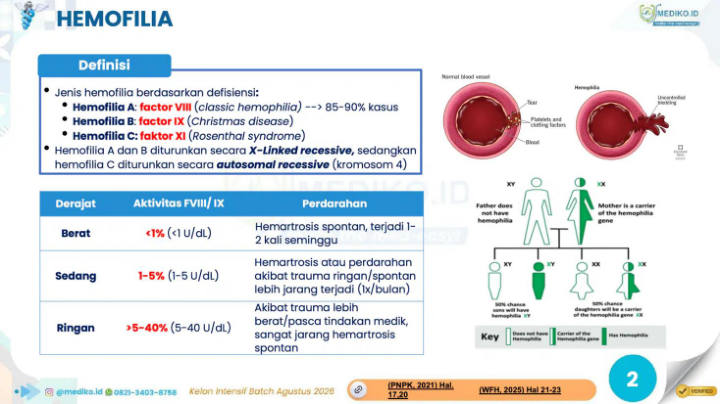 HEMOFILIA
MEDIKO.ID
Definisi
Jenis hemofilia berdasarkan defisiensi:
Hemofilia A: factor VIII (classic hemophilia) --> 85-90% kasus
Hemofilia B: factor IX (Christmas disease)
Hemofilia C: faktor XI (Rosenthal syndrome)
Hemofilia A dan B diturunkan secara X-Linked recessive, sedangkan
hemofilia C diturunkan secara autosomal recessive (kromosom 4)
Normal blood vessel
Tear
Platelets and
clotting factors
Blood
Hemophilia
Uncontrolled
bleeding
MEDIKO.ID
Derajat
Aktivitas FVIII/ IX
Perdarahan
Berat
<1% (<1 U/dL)
Hemartrosis spontan, terjadi 1-
2 kali seminggu
Sedang
1-5% (1-5 U/dL)
Hemartrosis atau perdarahan
akibat trauma ringan/spontan
lebih jarang terjadi (1x/bulan)
Ringan
>5-40% (5-40 U/dL)
Akibat trauma lebih
berat/pasca tindakan medik,
sangat jarang hemartrosis
spontan
XY
XX
Father does
not have
hemophilia
Mother is a carrier
of the hemophilia
gene
XY
XY
XX
XX
50% chance
sons will have
hemophilia XY
50% chance
daughters will be a carrier
of the hemophilia gene XX
Key
Does not have
Hemophilia
Carrier of the
Hemophilia gene
Has Hemophilia
@mediko.id
0821-3403-8758
Kelan Intensif Batch Agustus 2026
(PNPK, 2021) Hal.
17,20
(WFH, 2025) Hal 21-23
2
VERIFIED